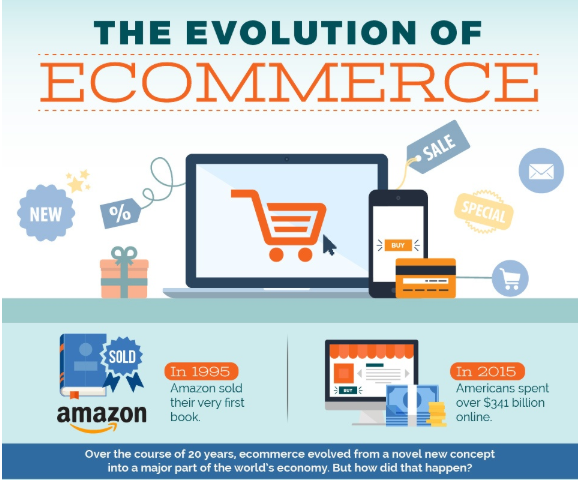 THE EVOLUTION OF
ECOMMERCE
SALE
NEW
%
SPECIAL
BUY
SOLD
amazon
In 1995
Amazon sold
their very first
book.
BUY
In 2015
Americans spent
over $341 billion
online.
Over the course of 20 years, ecommerce evolved from a novel new concept
into a major part of the world's economy. But how did that happen?